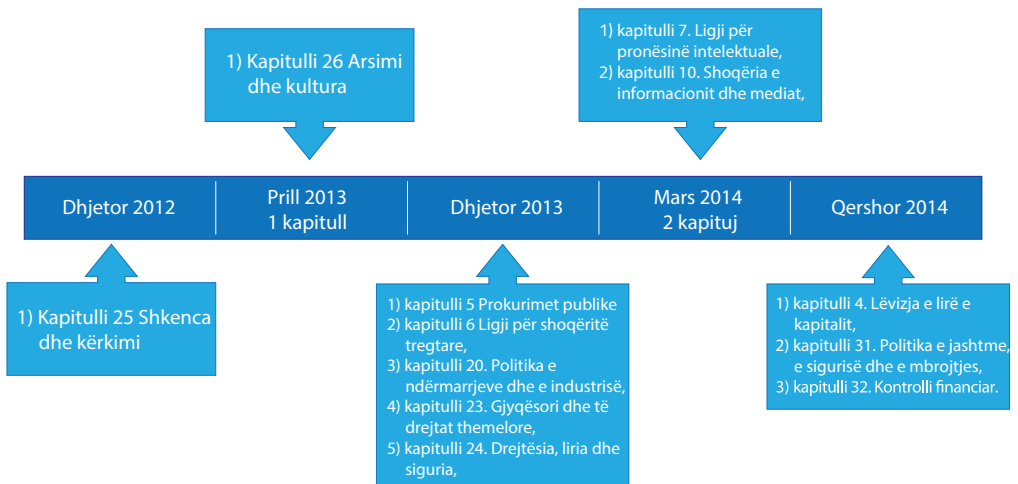 1) Kapitulli 26 Arsimi
dhe kultura
1) kapitulli 7. Ligji për
pronësinë intelektuale,
2) kapitulli 10. Shoqëria e
informacionit dhe mediat,
Dhjetor 2012
Prill 2013
1 kapitull
Dhjetor 2013
Mars 2014
2 kapituj
Qershor 2014
1) Kapitulli 25 Shkenca
dhe kërkimi
1) kapitulli 5 Prokurimet publike
2) kapitulli 6 Ligji për shoqëritë
tregtare,
3) kapitulli 20. Politika e
ndërmarrjeve dhe e industrisë,
4) kapitulli 23. Gjyqësori dhe të
drejtat themelore,
5) kapitulli 24. Drejtësia, liria dhe
siguria,
1) kapitulli 4. Lëvizja e lirë e
kapitalit,
2) kapitulli 31. Politika e jashtme,
e sigurisë dhe e mbrojtjes,
3) kapitulli 32. Kontrolli financiar.